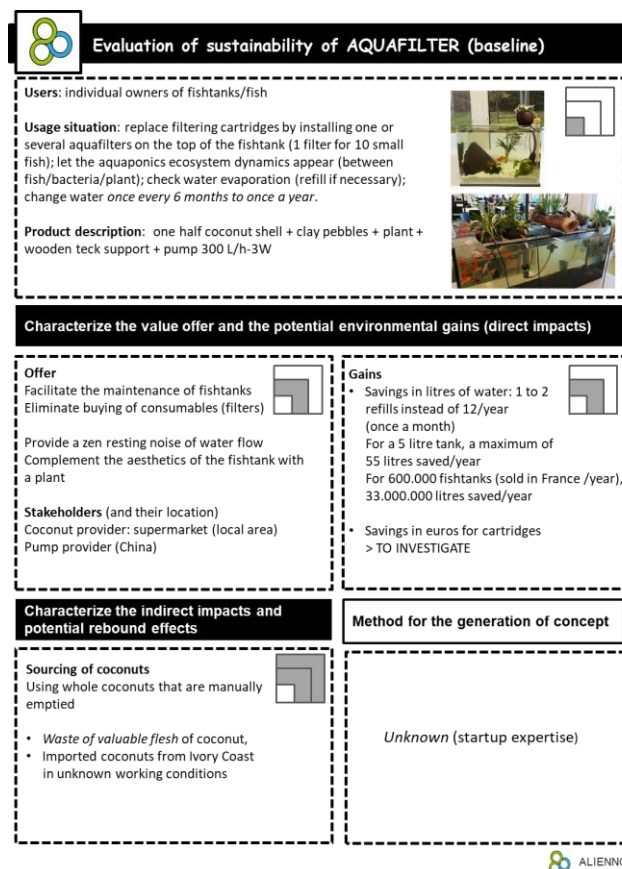 Evaluation of sustainability of AQUAFILTER (baseline)
Users: individual owners of fishtanks/fish
Usage situation: replace filtering cartridges by installing one or
several aquafilters on the top of the fishtank (1 filter for 10 small
fish); let the aquaponics ecosystem dynamics appear (between
fish/bacteria/plant); check water evaporation (refill if necessary);
change water once every 6 months to once a year.
Product description: one half coconut shell + clay pebbles + plant +
wooden teck support + pump 300 L/h-3W
Characterize the value offer and the potential environmental gains (direct impacts)
Offer
Facilitate the maintenance of fishtanks
Eliminate buying of consumables (filters)
Provide a zen resting noise of water flow
Complement the aesthetics of the fishtank with
a plant
Stakeholders (and their location)
Coconut provider: supermarket (local area)
Pump provider (China)
Gains
• Savings in litres of water: 1 to 2
refills instead of 12/year
(once a month)
For a 5 litre tank, a maximum of
55 litres saved/year
For 600.000 fishtanks (sold in France /year),
33.000.000 litres saved/year
• Savings in euros for cartridges
> TO INVESTIGATE
Characterize the indirect impacts and
potential rebound effects
Sourcing of coconuts
Using whole coconuts that are manually
emptied
• Waste of valuable flesh of coconut,
• Imported coconuts from Ivory Coast
in unknown working conditions
Method for the generation of concept
Unknown (startup expertise)